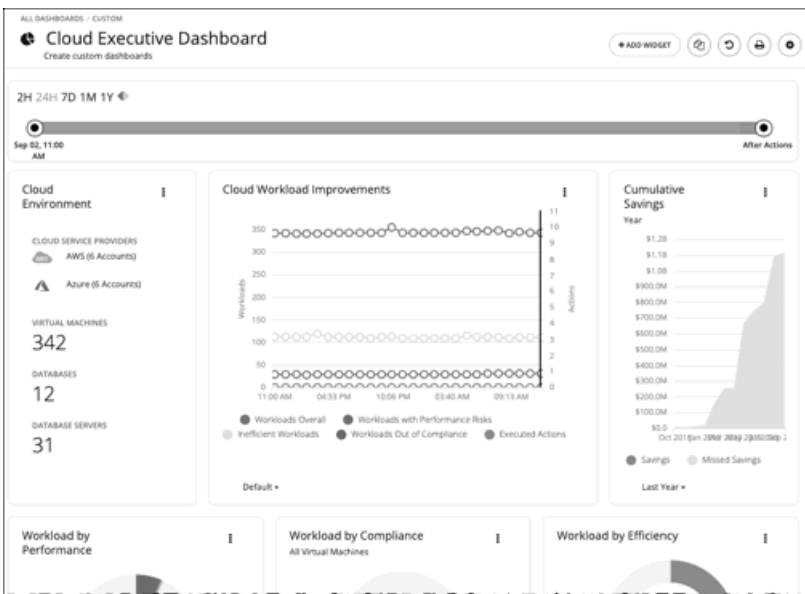 ALL DASHBOARDS / CUSTOM
Cloud Executive Dashboard
Create custom dashboards
ADD WIDGET
2H 24H 7D 1M 1Y
Sep 02, 11:00
AM
After Actions
Cloud
Environment
CLOUD SERVICE PROVIDERS
AWS (6 Accounts)
Azure (6 Accounts)
VIRTUAL MACHINES
342
DATABASES
12
DATABASE SERVERS
31
Cloud Workload Improvements
350
300
250
200
150
100
50
0
Workloads
11
10
9
8
7
6
5
4
3
2
1
0
Actions
11:00 AM 04:33 PM 10:06 PM 03:40 AM 09:13 AM
Workloads Overall Workloads with Performance Risks
Inefficient Workloads Workloads Out of Compliance Executed Actions
Default
Cumulative
Savings
Year
$1.2B
$1.1B
$1.0B
$900.0M
$800.0M
$700.0M
$600.0M
$500.0M
$400.0M
$300.0M
$200.0M
$100.0M
$0.0
Savings Missed Savings
Last Year
Workload by
Performance
Workload by Compliance
All Virtual Machines
Workload by Efficiency